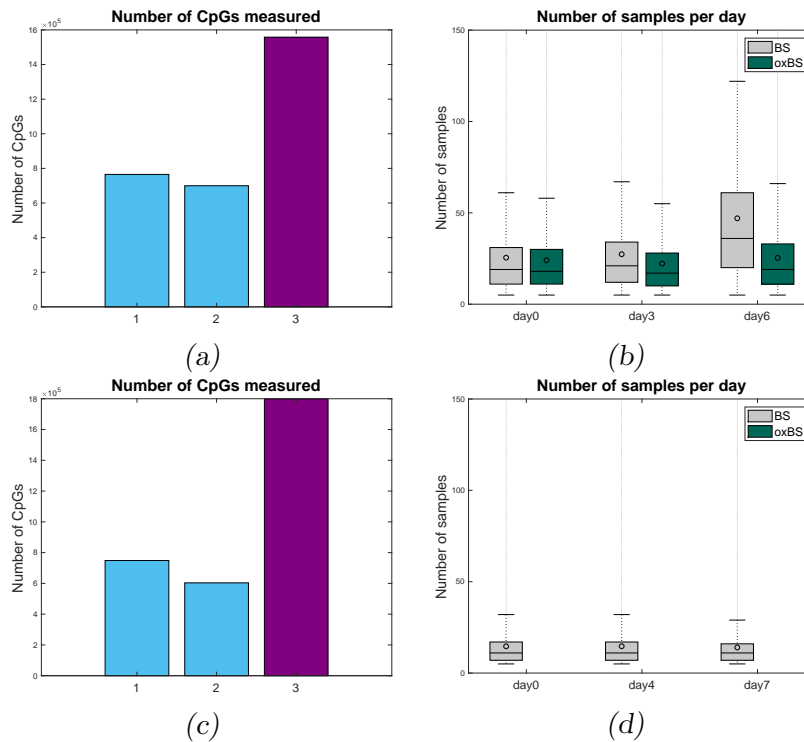 Number of CpGs measured
×10⁵
16
14
12
10
8
6
4
2
0
Number of CpGs
1 2 3
(a)
Number of samples per day
BS
oxBS
150
100
50
0
Number of samples
day0 day3 day6
(b)
Number of CpGs measured
×10⁵
18
16
14
12
10
8
6
4
2
0
Number of CpGs
1 2 3
(c)
Number of samples per day
BS
oxBS
150
100
50
0
Number of samples
day0 day4 day7
(d)